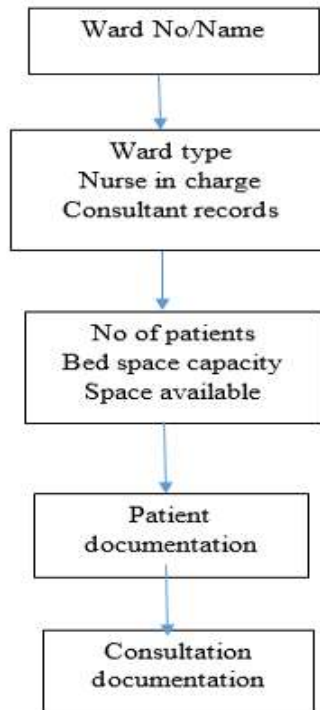 Ward No/Name
Ward type
Nurse in charge
Consultant records
No of patients
Bed space capacity
Space available
Patient
documentation
Consultation
documentation